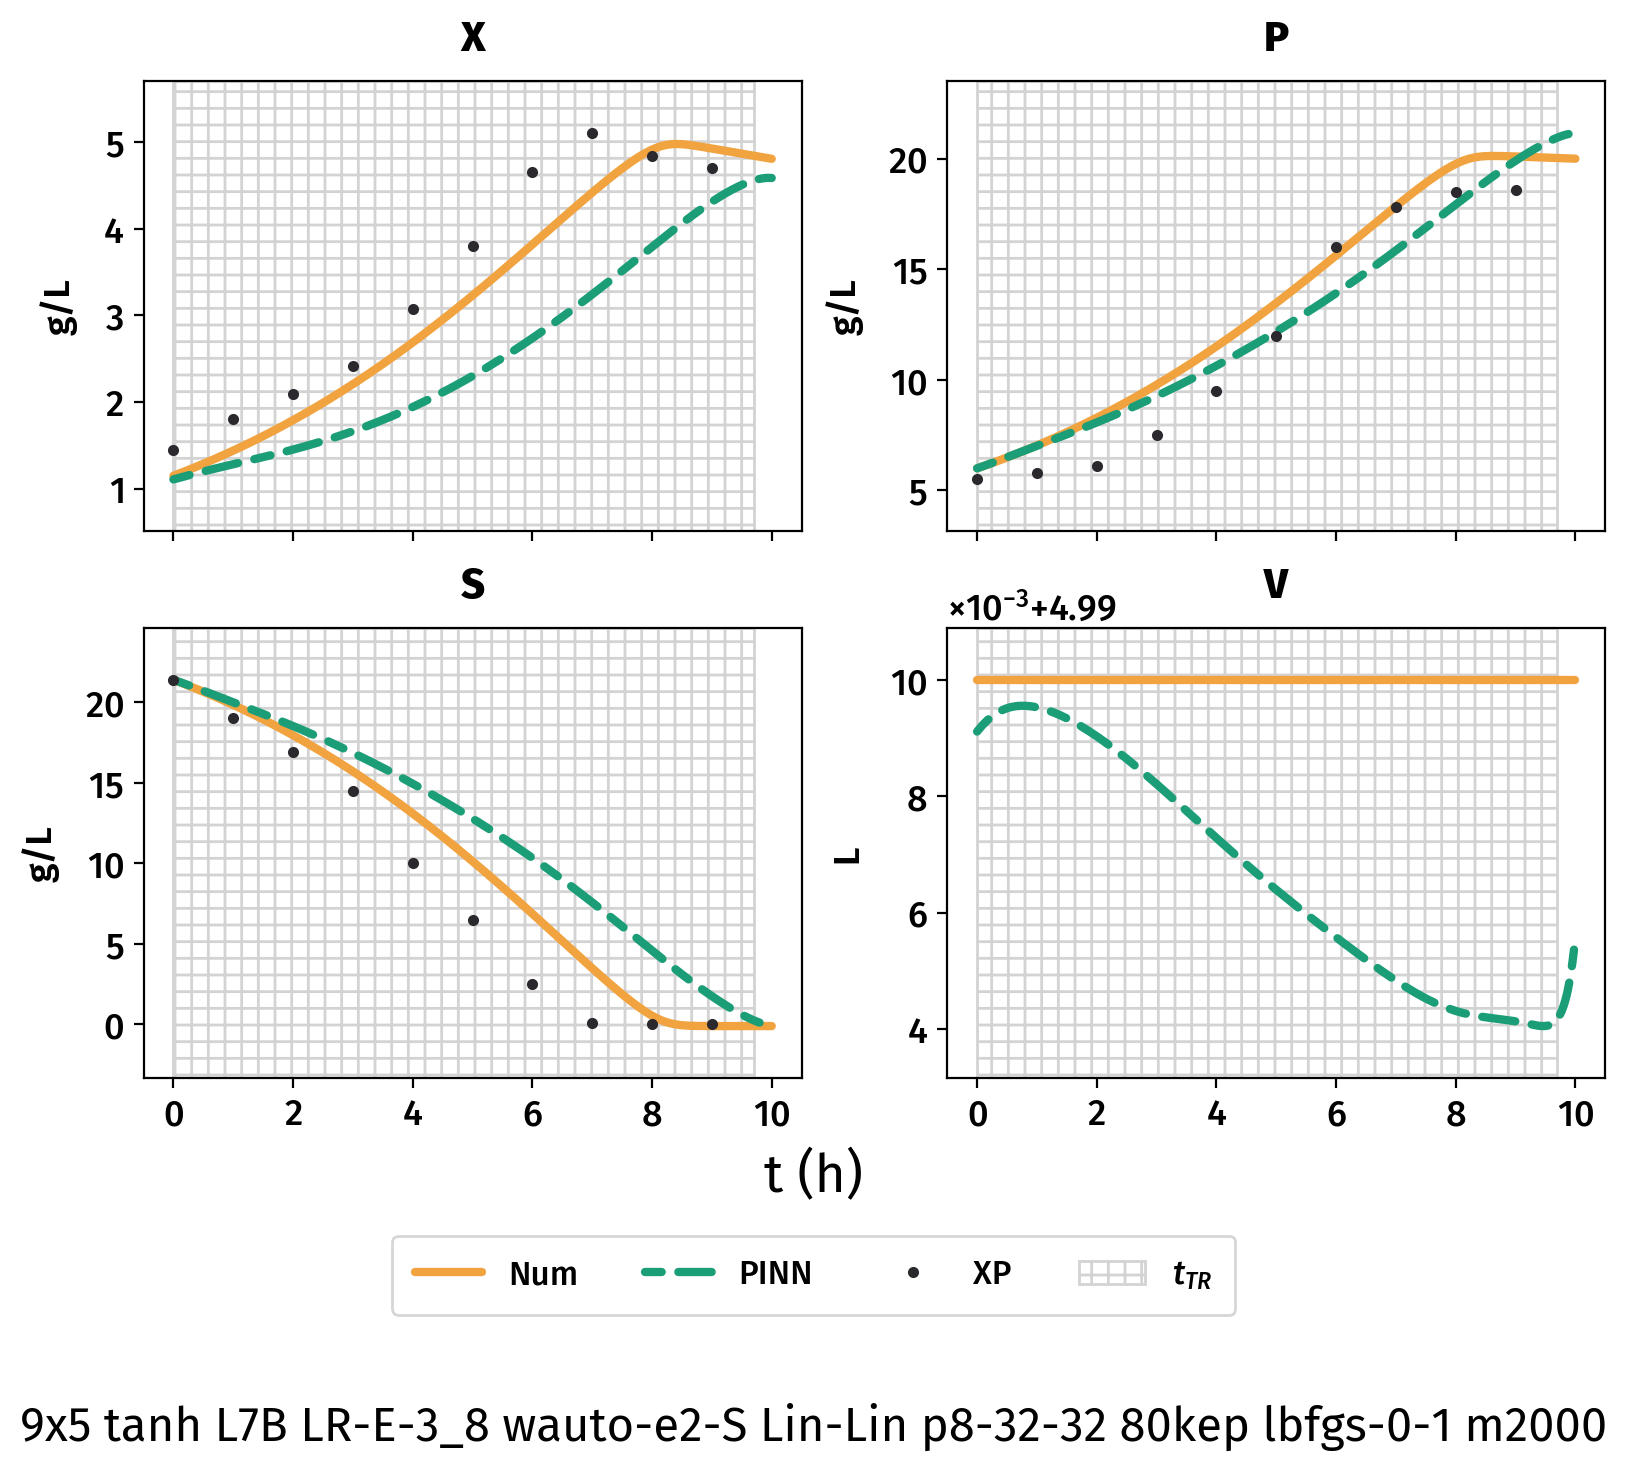 X
P
g/L
5
4
3
2
1
g/L
20
15
10
5
S
V
×10⁻³+4.99
g/L
20
15
10
5
0
L
10
8
6
4
0 2 4 6 8 10
0 2 4 6 8 10
t (h)
Num PINN XP t_TR
9x5 tanh L7B LR-E-3_8 wauto-e2-S Lin-Lin p8-32-32 80kep lbfgs-0-1 m2000